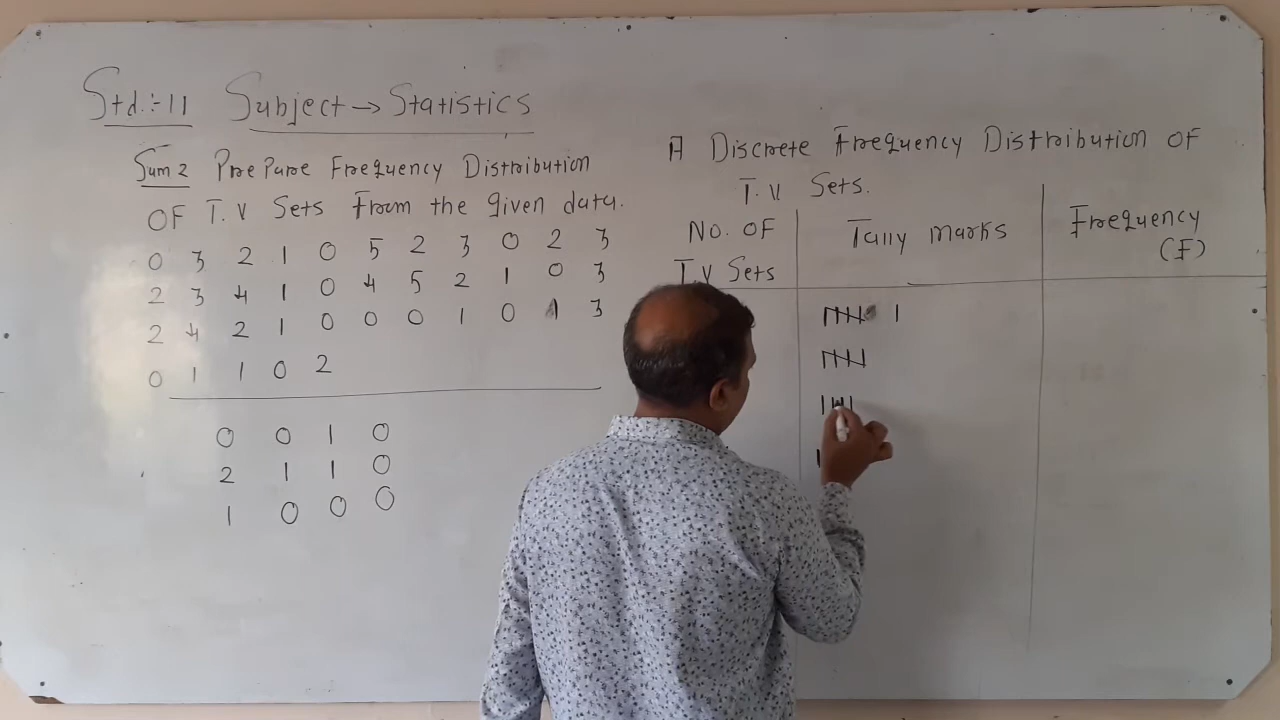 Std:-11 Subject → Statistics
Sum 2 Prepare Frequency Distribution
OF T.V Sets From the given data.
0 3 2 1 0 5 2 3 0 2 3
2 3 4 1 0 4 5 2 1 0 3
2 4 2 1 0 0 0 1 0 1 3
0 1 1 0 2
0 0 1 0
2 1 1 0
1 0 0 0
A Discrete Frequency Distribution OF
T.V Sets.
No. OF
T.V Sets
Tally marks
Frequency
(F)